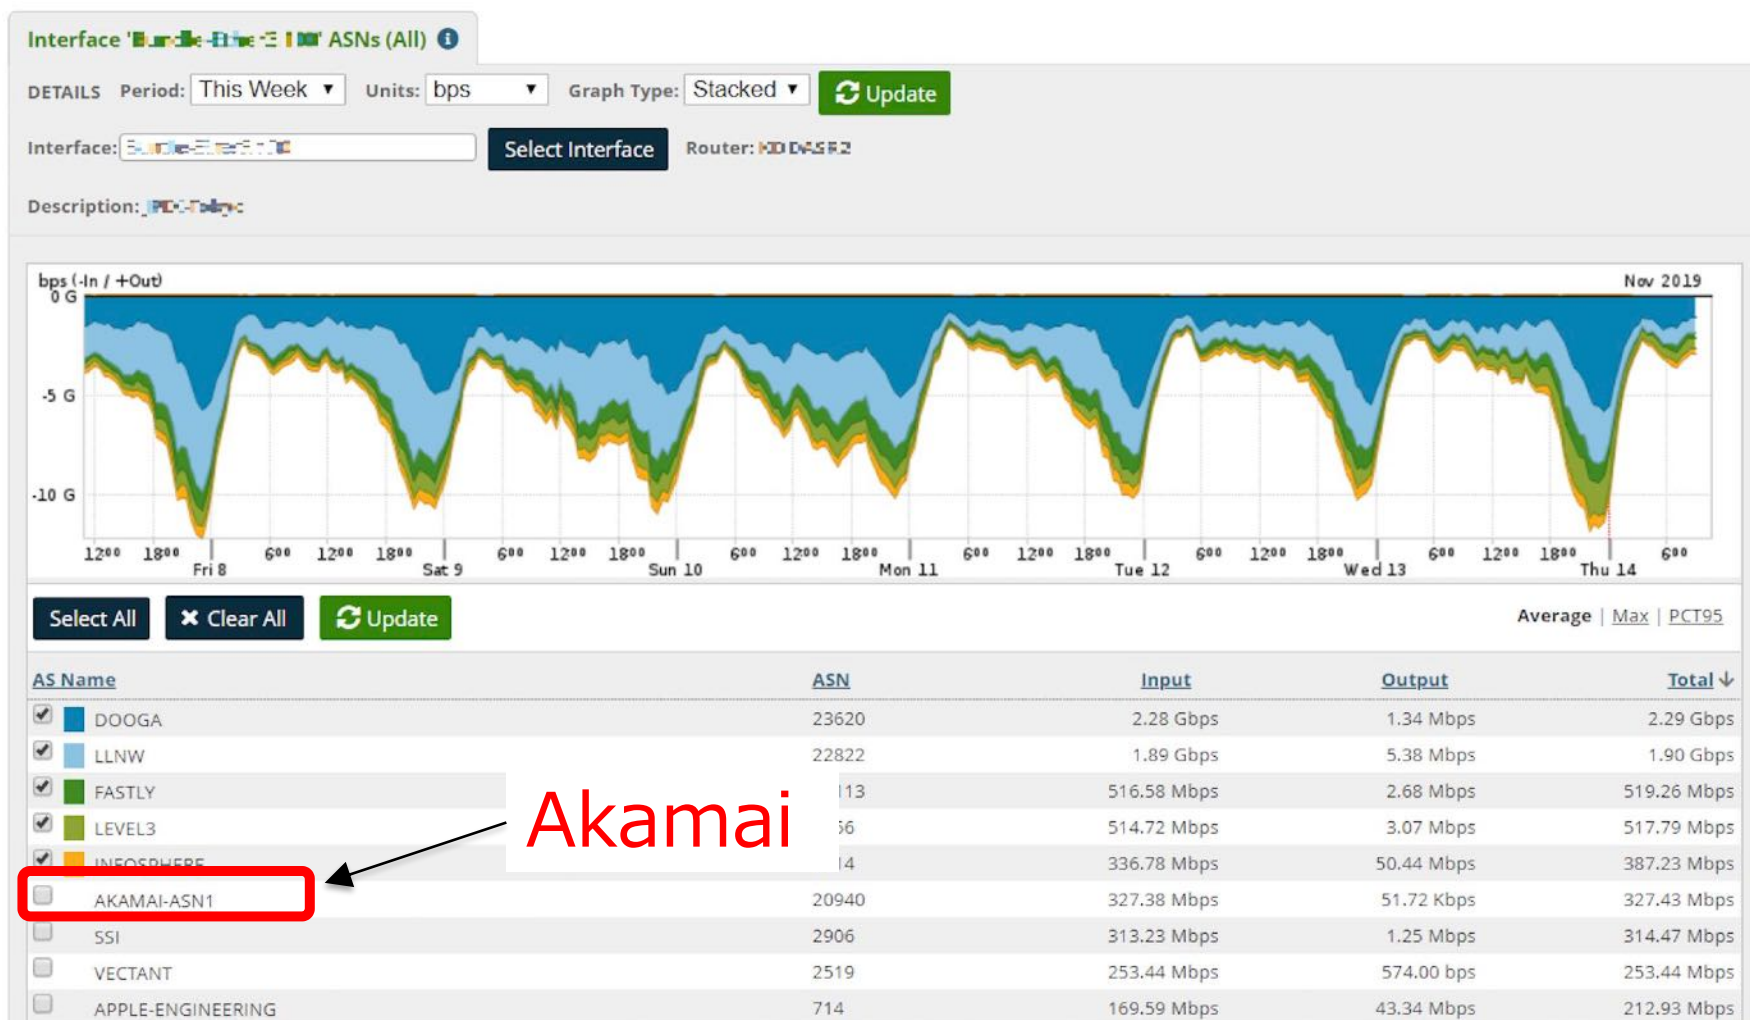 Interface ' ' ASNs (All)
DETAILS Period: This Week Units: bps Graph Type: Stacked Update
Interface: Select Interface Router:
Description:
bps (-In / +Out) Nov 2019
0 G
-5 G
-10 G
12⁰⁰ 18⁰⁰ 6⁰⁰ 12⁰⁰ 18⁰⁰ 6⁰⁰ 12⁰⁰ 18⁰⁰ 6⁰⁰ 12⁰⁰ 18⁰⁰ 6⁰⁰ 12⁰⁰ 18⁰⁰ 6⁰⁰ 12⁰⁰ 18⁰⁰ 6⁰⁰ 12⁰⁰ 18⁰⁰ 6⁰⁰
Fri 8 Sat 9 Sun 10 Mon 11 Tue 12 Wed 13 Thu 14
Select All Clear All Update Average | Max | PCT95
AS Name ASN Input Output Total
DOOGA 23620 2.28 Gbps 1.34 Mbps 2.29 Gbps
LLNW 22822 1.89 Gbps 5.38 Mbps 1.90 Gbps
FASTLY 113 516.58 Mbps 2.68 Mbps 519.26 Mbps
Akamai
LEVEL3 56 514.72 Mbps 3.07 Mbps 517.79 Mbps
INFOSPHERE 14 336.78 Mbps 50.44 Mbps 387.23 Mbps
AKAMAI-ASN1 20940 327.38 Mbps 51.72 Kbps 327.43 Mbps
SSI 2906 313.23 Mbps 1.25 Mbps 314.47 Mbps
VECTANT 2519 253.44 Mbps 574.00 bps 253.44 Mbps
APPLE-ENGINEERING 714 169.59 Mbps 43.34 Mbps 212.93 Mbps